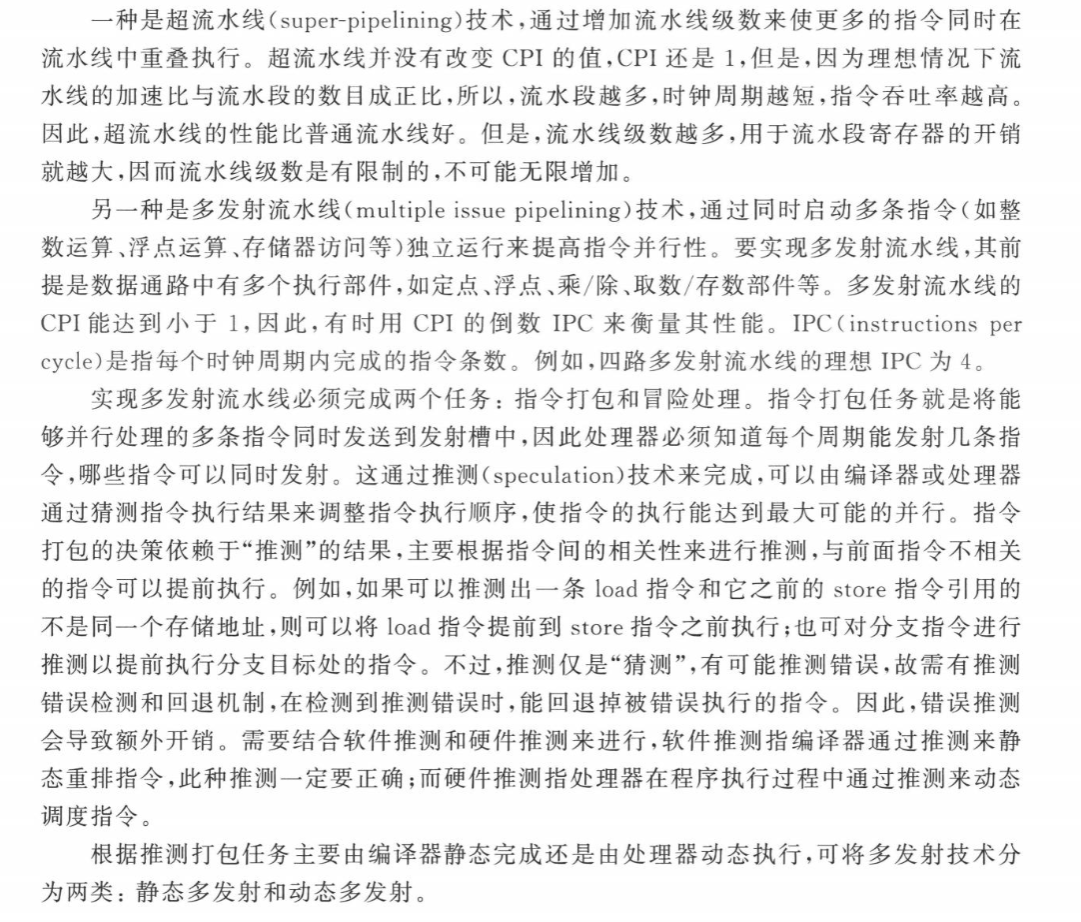 一种是超流水线(super-pipelining)技术,通过增加流水线级数来使更多的指令同时在
流水线中重叠执行。超流水线并没有改变 CPI 的值,CPI 还是 1,但是,因为理想情况下流
水线的加速比与流水段的数目成正比,所以,流水段越多,时钟周期越短,指令吞吐率越高。
因此,超流水线的性能比普通流水线好。但是,流水线级数越多,用于流水段寄存器的开销
就越大,因而流水线级数是有限制的,不可能无限增加。
另一种是多发射流水线(multiple issue pipelining)技术,通过同时启动多条指令(如整
数运算、浮点运算、存储器访问等)独立运行来提高指令并行性。要实现多发射流水线,其前
提是数据通路中有多个执行部件,如定点、浮点、乘/除、取数/存数部件等。多发射流水线的
CPI 能达到小于 1,因此,有时用 CPI 的倒数 IPC 来衡量其性能。IPC(instructions per
cycle)是指每个时钟周期内完成的指令条数。例如,四路多发射流水线的理想 IPC 为 4。
实现多发射流水线必须完成两个任务：指令打包和冒险处理。指令打包任务就是将能
够并行处理的多条指令同时发送到发射槽中,因此处理器必须知道每个周期能发射几条指
令,哪些指令可以同时发射。这通过推测(speculation)技术来完成,可以由编译器或处理器
通过猜测指令执行结果来调整指令执行顺序,使指令的执行能达到最大可能的并行。指令
打包的决策依赖于“推测”的结果,主要根据指令间的相关性来进行推测,与前面指令不相关
的指令可以提前执行。例如,如果可以推测出一条 load 指令和它之前的 store 指令引用的
不是同一个存储地址,则可以将 load 指令提前到 store 指令之前执行;也可对分支指令进行
推测以提前执行分支目标处的指令。不过,推测仅是“猜测”,有可能推测错误,故需有推测
错误检测和回退机制,在检测到推测错误时,能回退掉被错误执行的指令。因此,错误推测
会导致额外开销。需要结合软件推测和硬件推测来进行,软件推测指编译器通过推测来静
态重排指令,此种推测一定要正确;而硬件推测指处理器在程序执行过程中通过推测来动态
调度指令。
根据推测打包任务主要由编译器静态完成还是由处理器动态执行,可将多发射技术分
为两类：静态多发射和动态多发射。